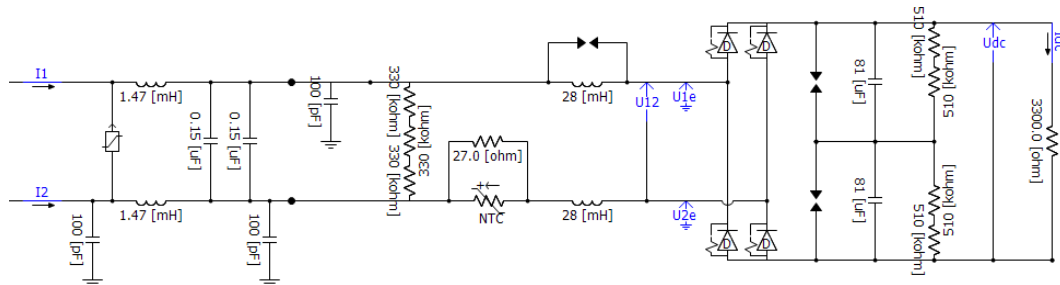 I1
1.47 [mH]
0.15 [uF]
0.15 [uF]
100 [pF]
330 [kohm]
330 [kohm]
330 [kohm]
28 [mH]
U12
U1e
D
D
81 [uF]
510 [kohm]
510 [kohm]
Udc
Idc
3300.0 [ohm]
27.0 [ohm]
+
NTC
I2
1.47 [mH]
100 [pF]
100 [pF]
28 [mH]
U2e
D
D
81 [uF]
510 [kohm]
510 [kohm]